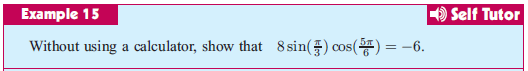 Example 15
Self Tutor
Without using a calculator, show that 8 sin(π/3) cos(5π/6) = −6.